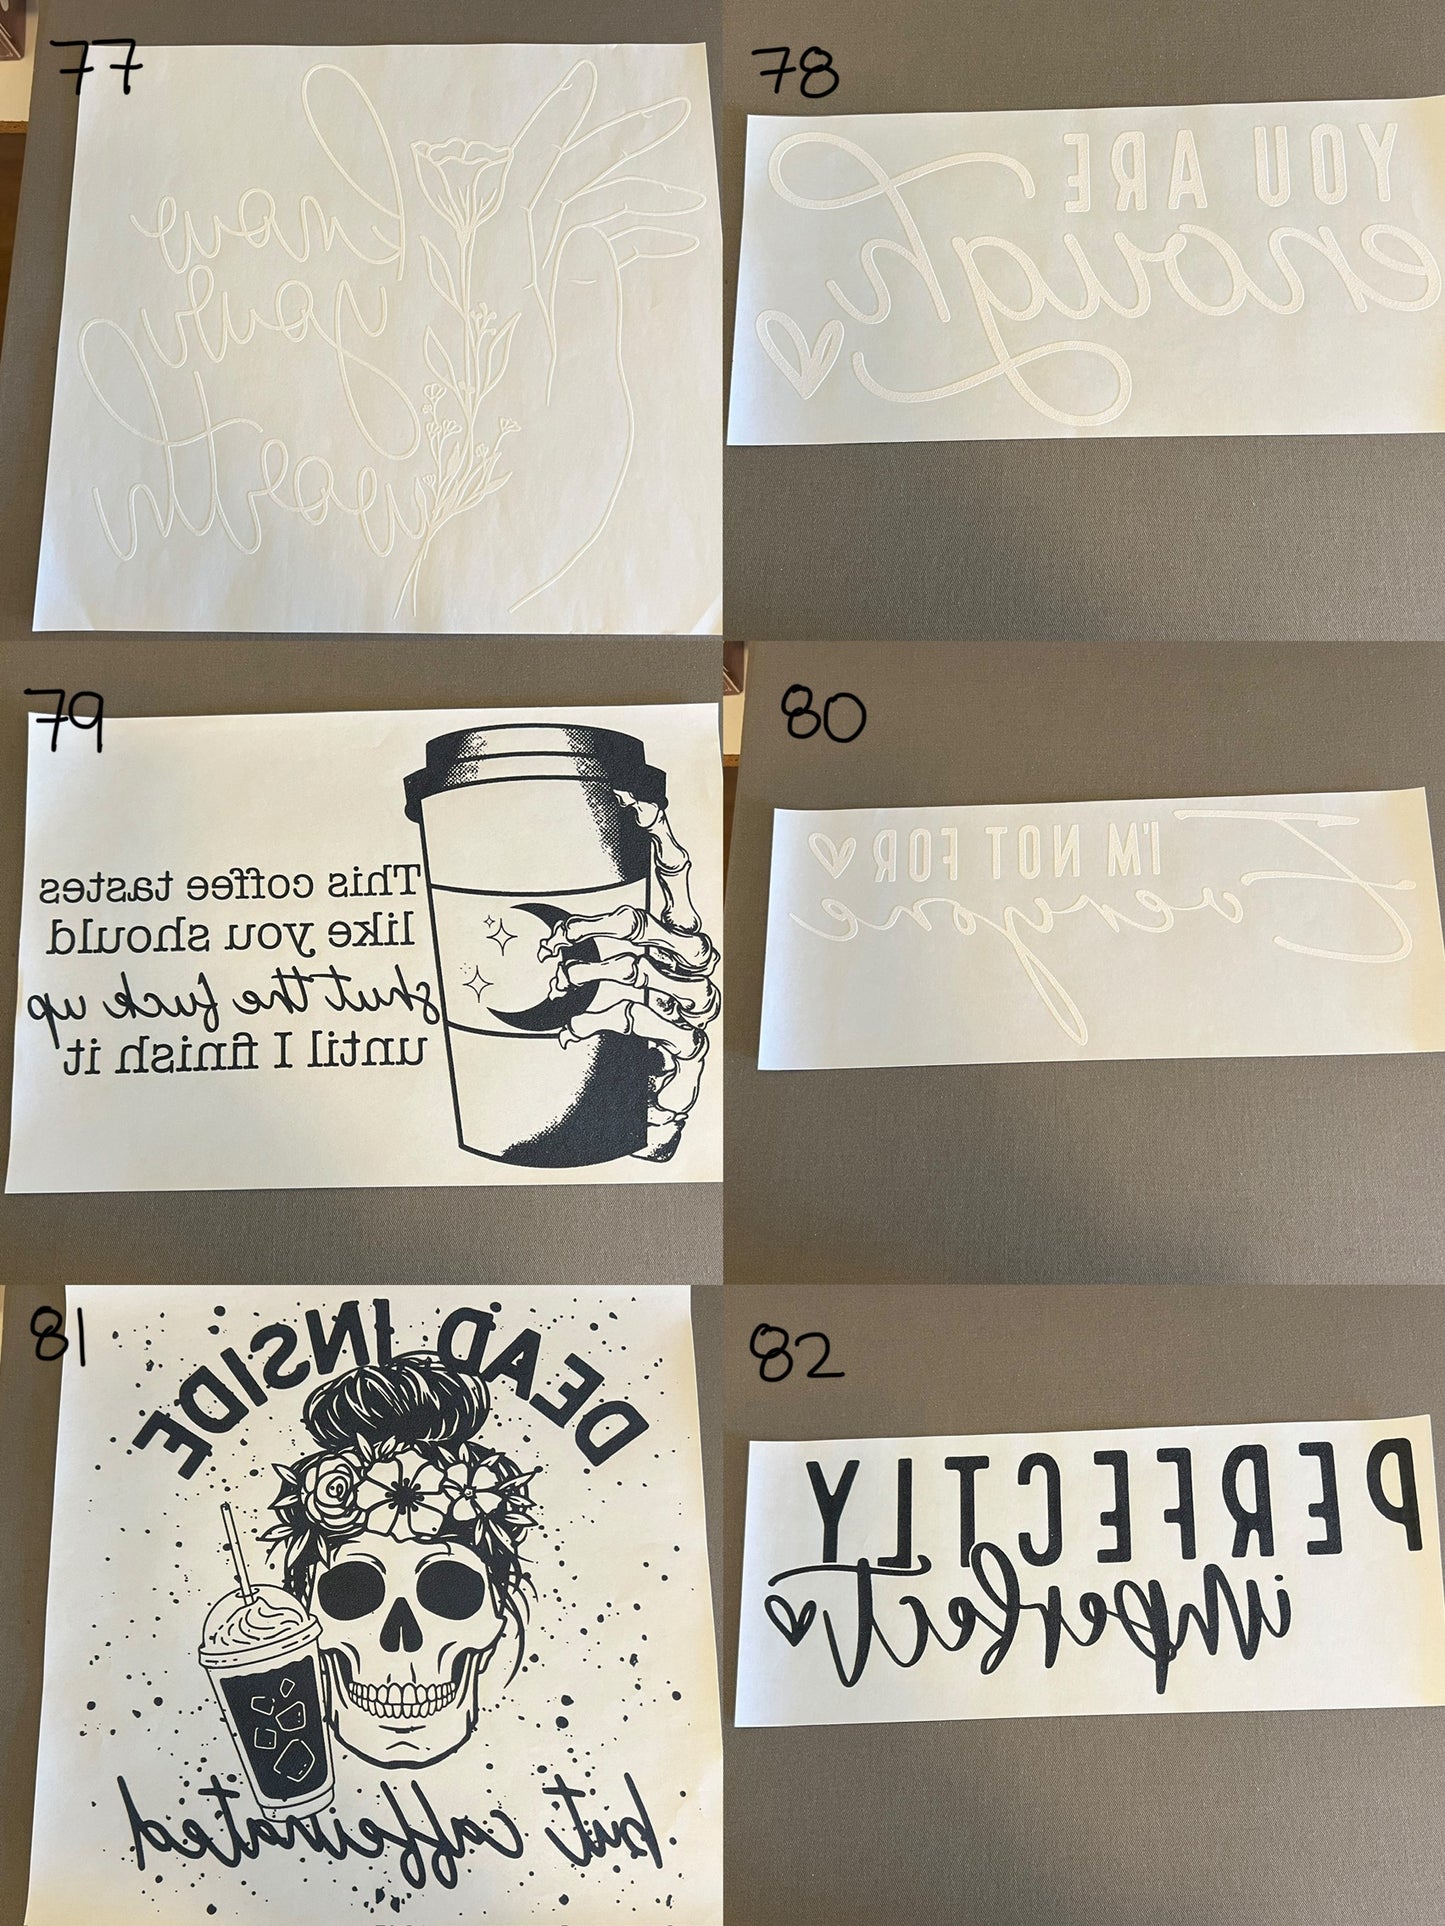 77
know
your
worth
78
YOU ARE
enough
79
This coffee tastes
like you should
shut the fuck up
until I finish it
80
I'M NOT FOR
Everyone
81
DEAD INSIDE
but caffeinated
82
PERFECTLY
imperfect